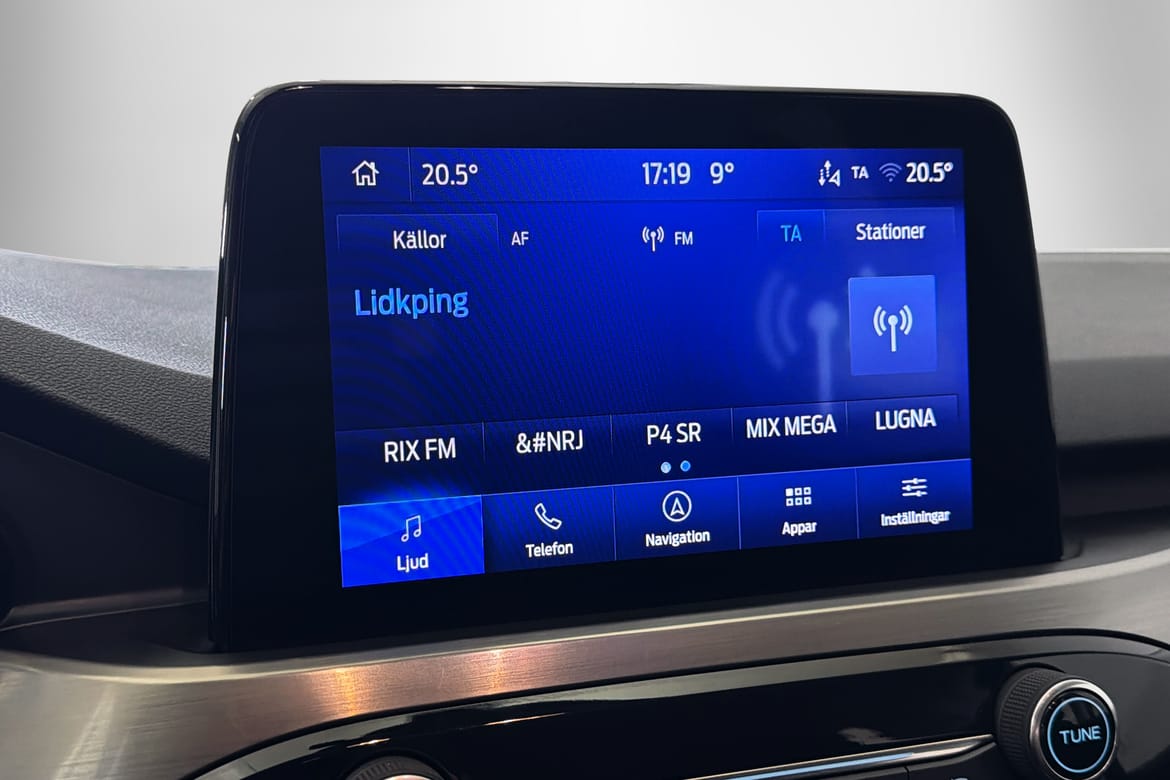 20.5° 17:19 9° TA 20.5°
Källor AF FM TA Stationer
Lidkping
RIX FM &#NRJ P4 SR MIX MEGA LUGNA
Ljud Telefon Navigation Appar Inställningar
TUNE